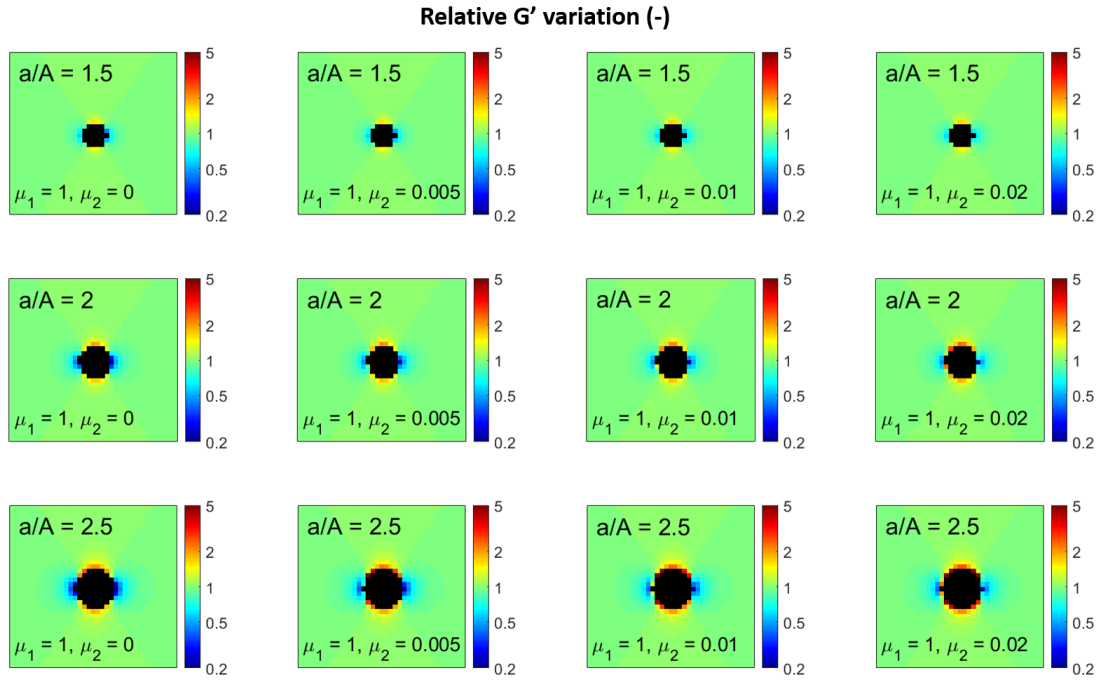 Relative G’ variation (-)
a/A = 1.5
μ1 = 1, μ2 = 0
5
2
1
0.5
0.2
a/A = 1.5
μ1 = 1, μ2 = 0.005
5
2
1
0.5
0.2
a/A = 1.5
μ1 = 1, μ2 = 0.01
5
2
1
0.5
0.2
a/A = 1.5
μ1 = 1, μ2 = 0.02
5
2
1
0.5
0.2
a/A = 2
μ1 = 1, μ2 = 0
5
2
1
0.5
0.2
a/A = 2
μ1 = 1, μ2 = 0.005
5
2
1
0.5
0.2
a/A = 2
μ1 = 1, μ2 = 0.01
5
2
1
0.5
0.2
a/A = 2
μ1 = 1, μ2 = 0.02
5
2
1
0.5
0.2
a/A = 2.5
μ1 = 1, μ2 = 0
5
2
1
0.5
0.2
a/A = 2.5
μ1 = 1, μ2 = 0.005
5
2
1
0.5
0.2
a/A = 2.5
μ1 = 1, μ2 = 0.01
5
2
1
0.5
0.2
a/A = 2.5
μ1 = 1, μ2 = 0.02
5
2
1
0.5
0.2